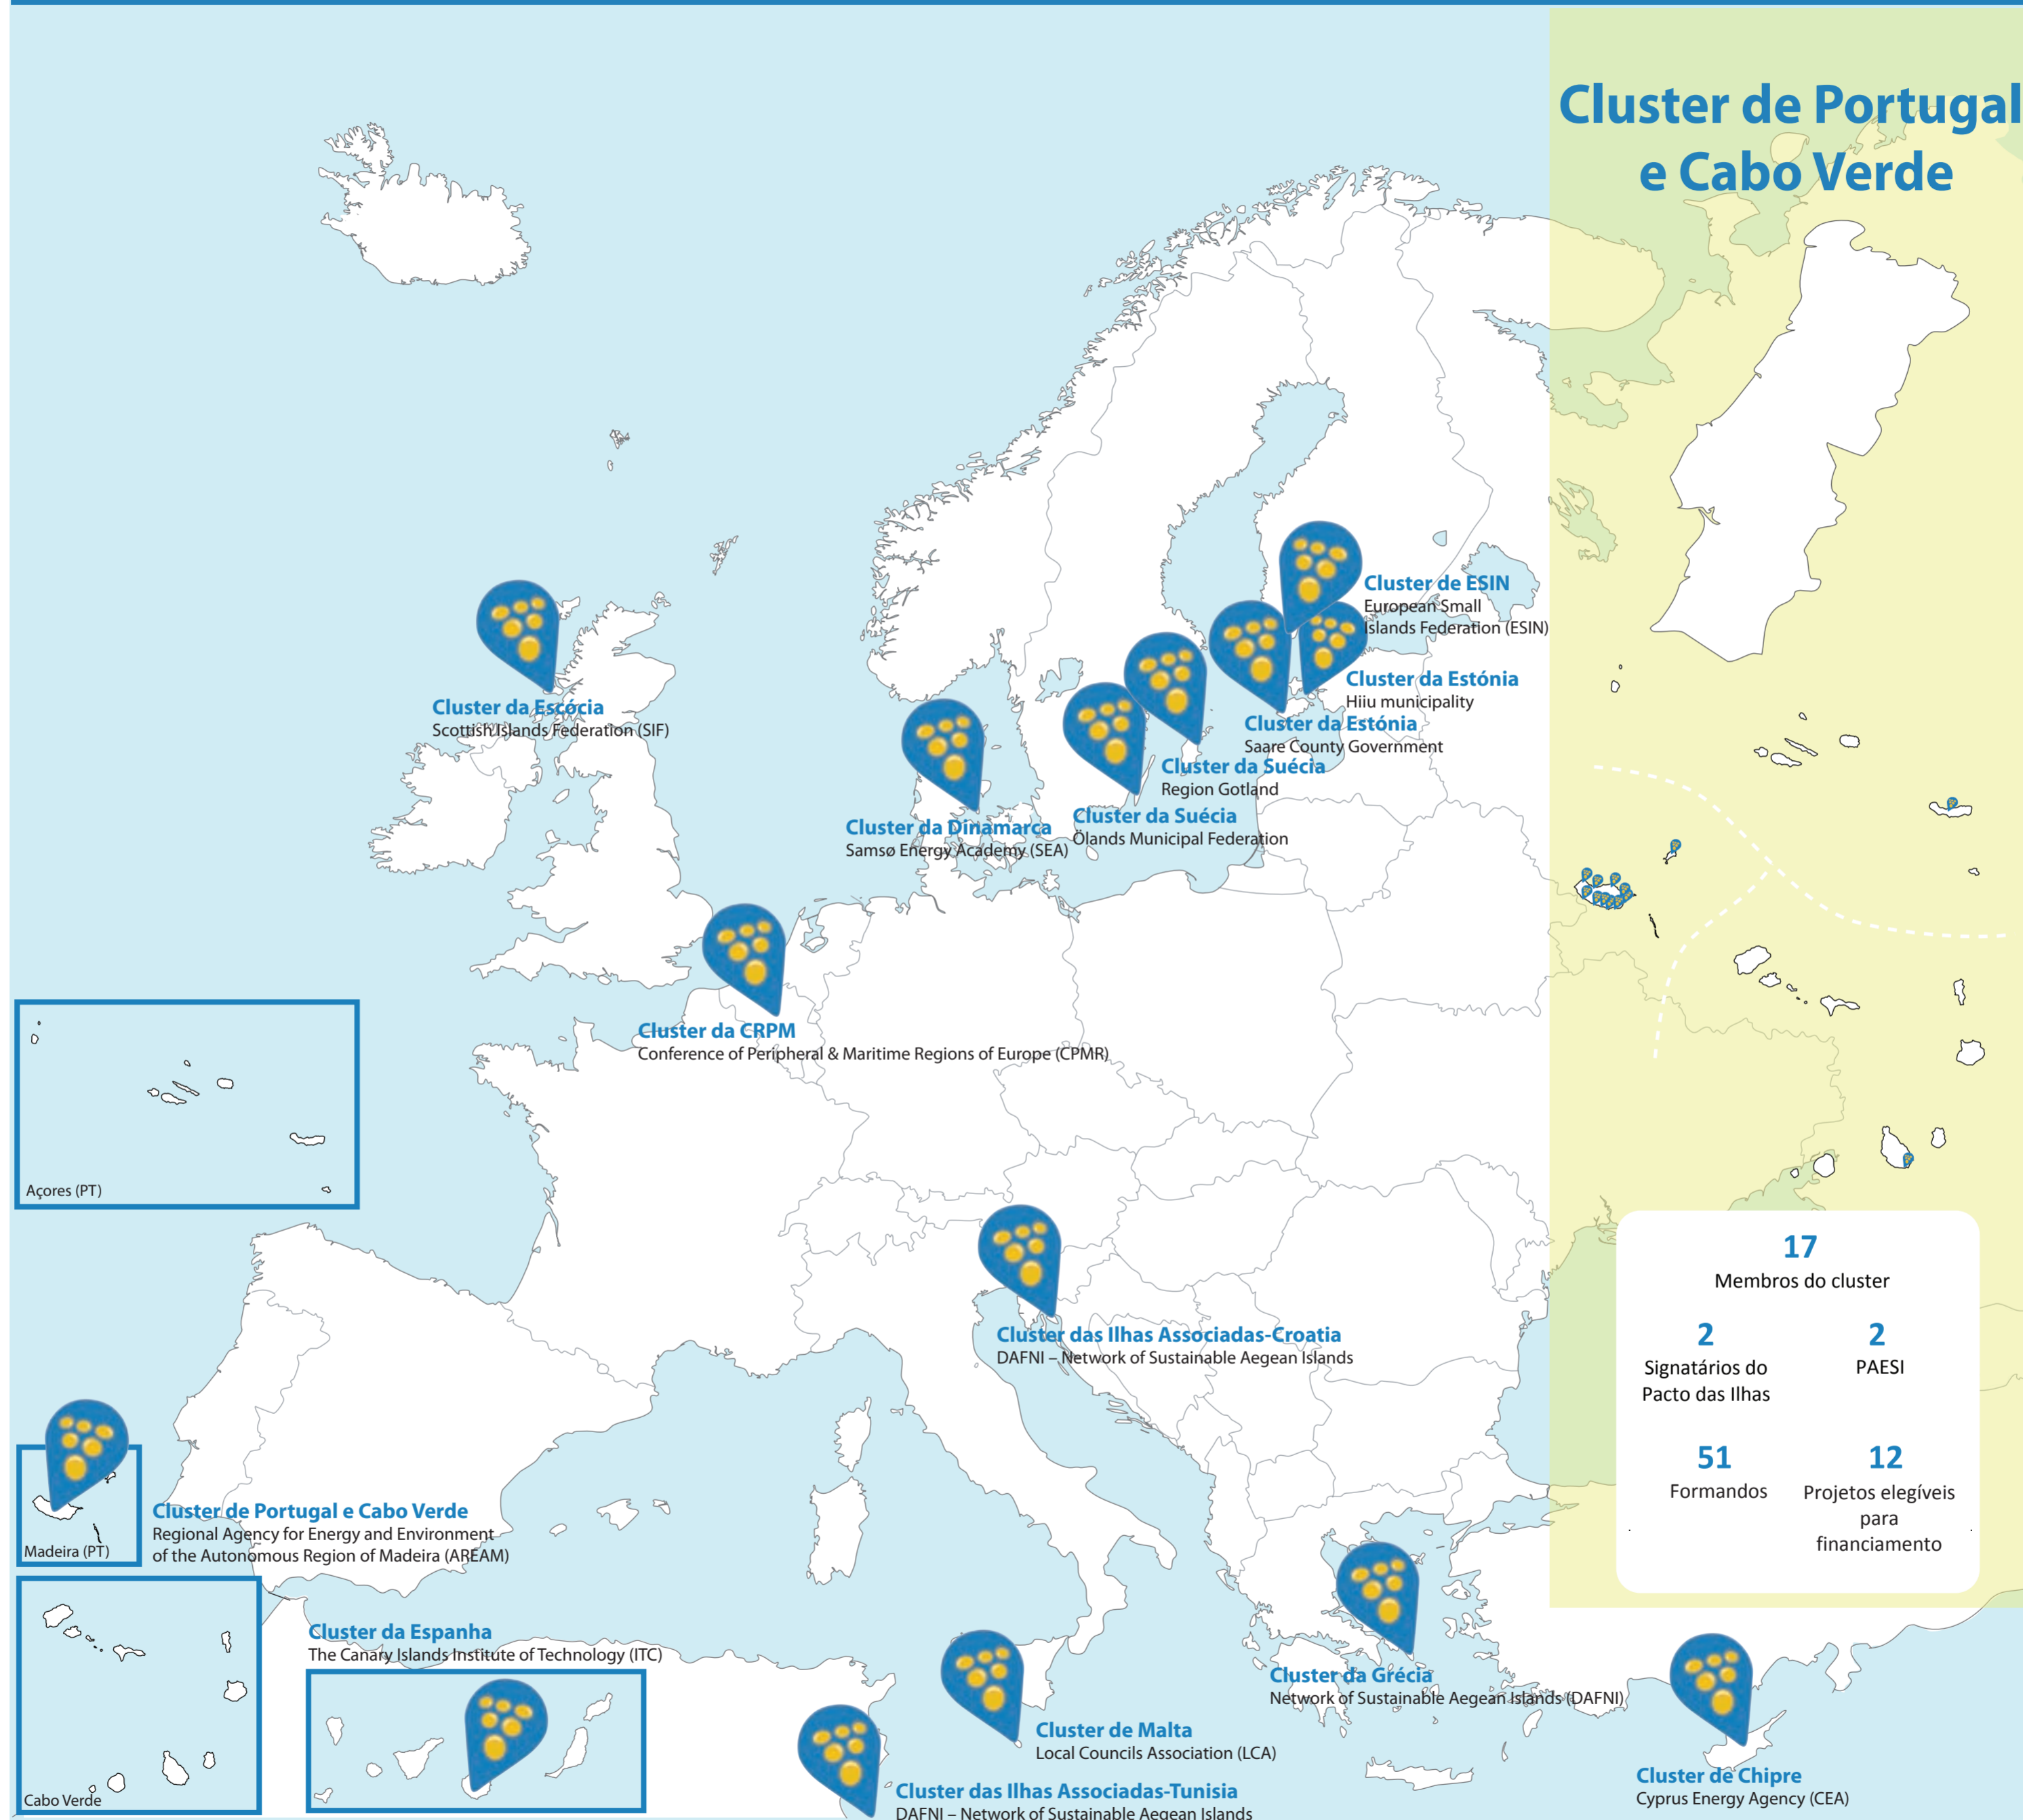 Cluster de Portugal
e Cabo Verde
Cluster de ESIN
European Small
Islands Federation (ESIN)
Cluster da Estónia
Hiiu municipality
Cluster da Estónia
Saare County Government
Cluster da Escócia
Scottish Islands Federation (SIF)
Cluster da Suécia
Region Gotland
Cluster da Suécia
Ölands Municipal Federation
Cluster da Dinamarca
Samsø Energy Academy (SEA)
Cluster da CRPM
Conference of Peripheral & Maritime Regions of Europe (CPMR)
Açores (PT)
Cluster das Ilhas Associadas-Croatia
DAFNI – Network of Sustainable Aegean Islands
17
Membros do cluster
2
Signatários do
Pacto das Ilhas
2
PAESI
51
Formandos
12
Projetos elegíveis
para
financiamento
Cluster de Portugal e Cabo Verde
Regional Agency for Energy and Environment
of the Autonomous Region of Madeira (AREAM)
Madeira (PT)
Cluster da Espanha
The Canary Islands Institute of Technology (ITC)
Cabo Verde
Cluster da Grécia
Network of Sustainable Aegean Islands (DAFNI)
Cluster de Malta
Local Councils Association (LCA)
Cluster das Ilhas Associadas-Tunisia
DAFNI – Network of Sustainable Aegean Islands
Cluster de Chipre
Cyprus Energy Agency (CEA)